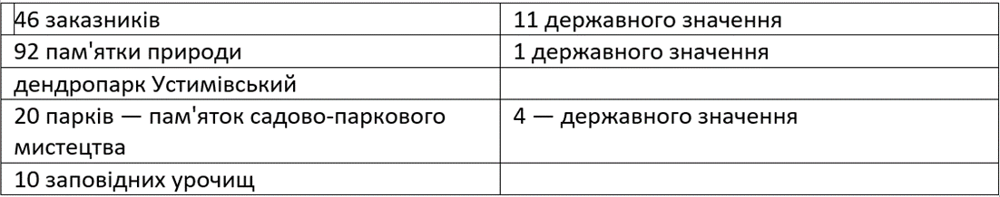 46 заказників
11 державного значення
92 пам'ятки природи
1 державного значення
дендропарк Устимівський
20 парків — пам'яток садово-паркового
мистецтва
4 — державного значення
10 заповідних урочищ